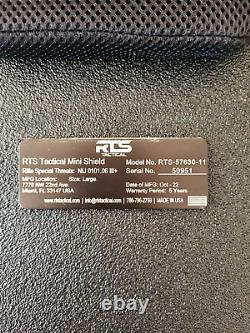 RTS
TACTICAL
RTS Tactical Mini Shield
Model No. RTS-57630-11
Rifle Special Threats: NIJ 0101.06 III+
Serial No. 50951
MFG Location: Size: Large
7770 NW 22nd Ave
Miami, FL 33147 USA
Date of MFG: Oct - 22
Warranty Period: 5 Years
www.rtstactical.com | info@rtstactical.com | 786-796-2759 | MADE IN USA